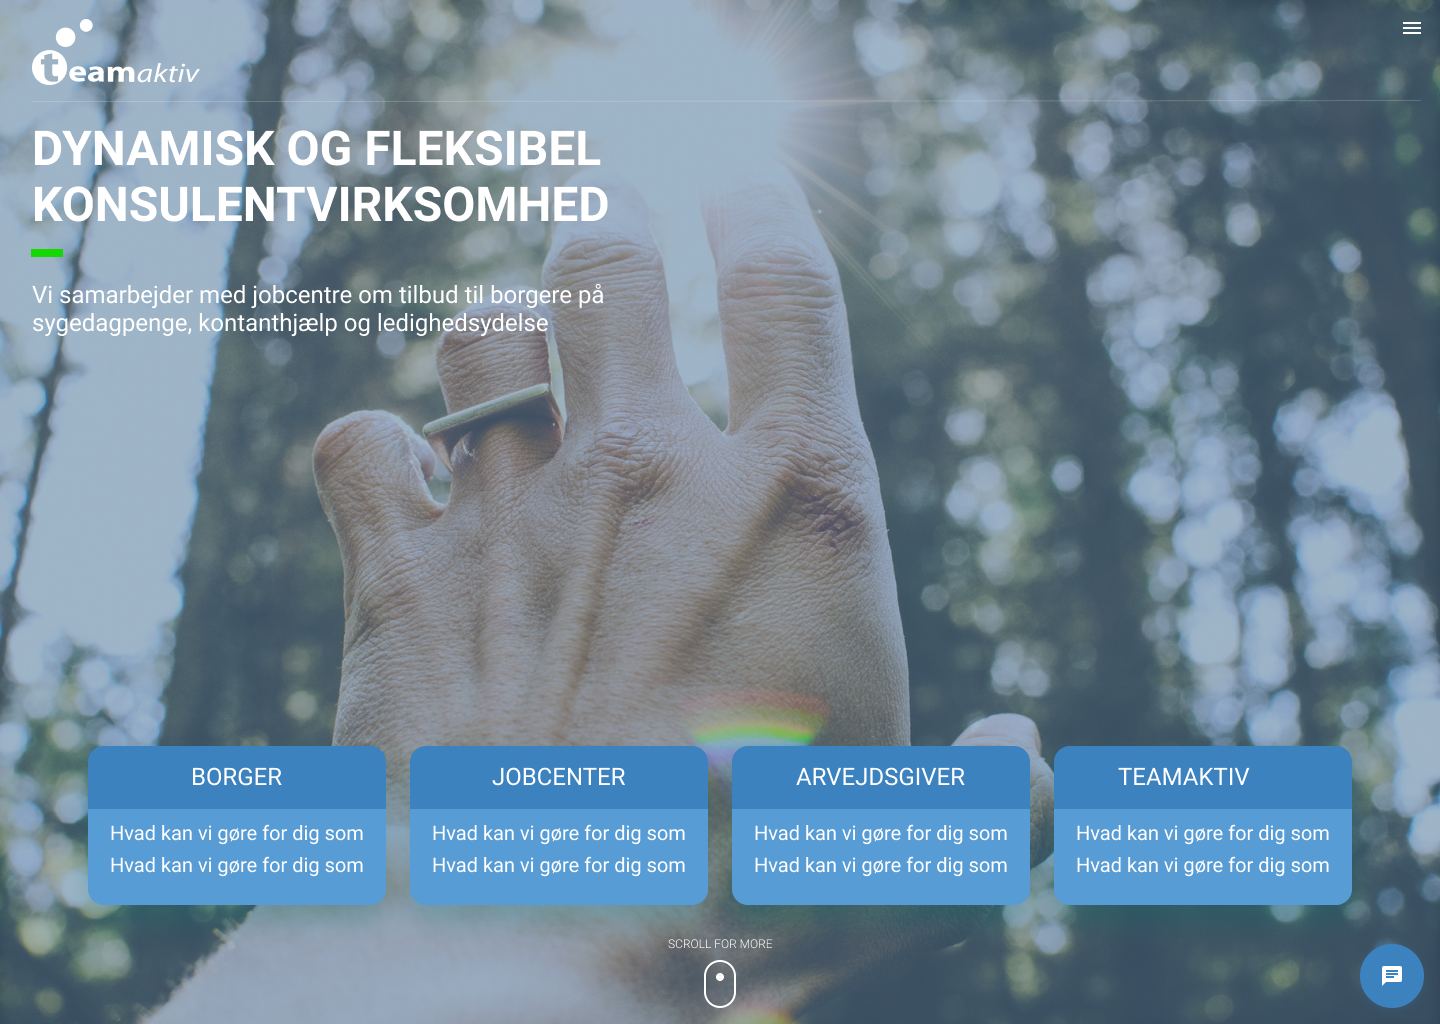 teamaktiv
DYNAMISK OG FLEKSIBEL
KONSULENTVIRKSOMHED
Vi samarbejder med jobcentre om tilbud til borgere på
sygedagpenge, kontanthjælp og ledighedsydelse
BORGER
Hvad kan vi gøre for dig som
Hvad kan vi gøre for dig som
JOBCENTER
Hvad kan vi gøre for dig som
Hvad kan vi gøre for dig som
ARVEJDSGIVER
Hvad kan vi gøre for dig som
Hvad kan vi gøre for dig som
TEAMAKTIV
Hvad kan vi gøre for dig som
Hvad kan vi gøre for dig som
SCROLL FOR MORE